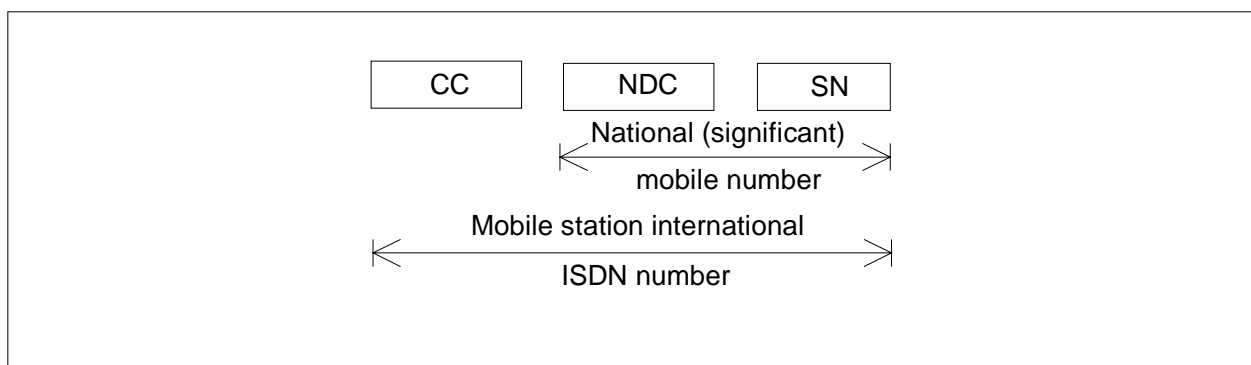 CC NDC SN
National (significant)
mobile number
Mobile station international
ISDN number